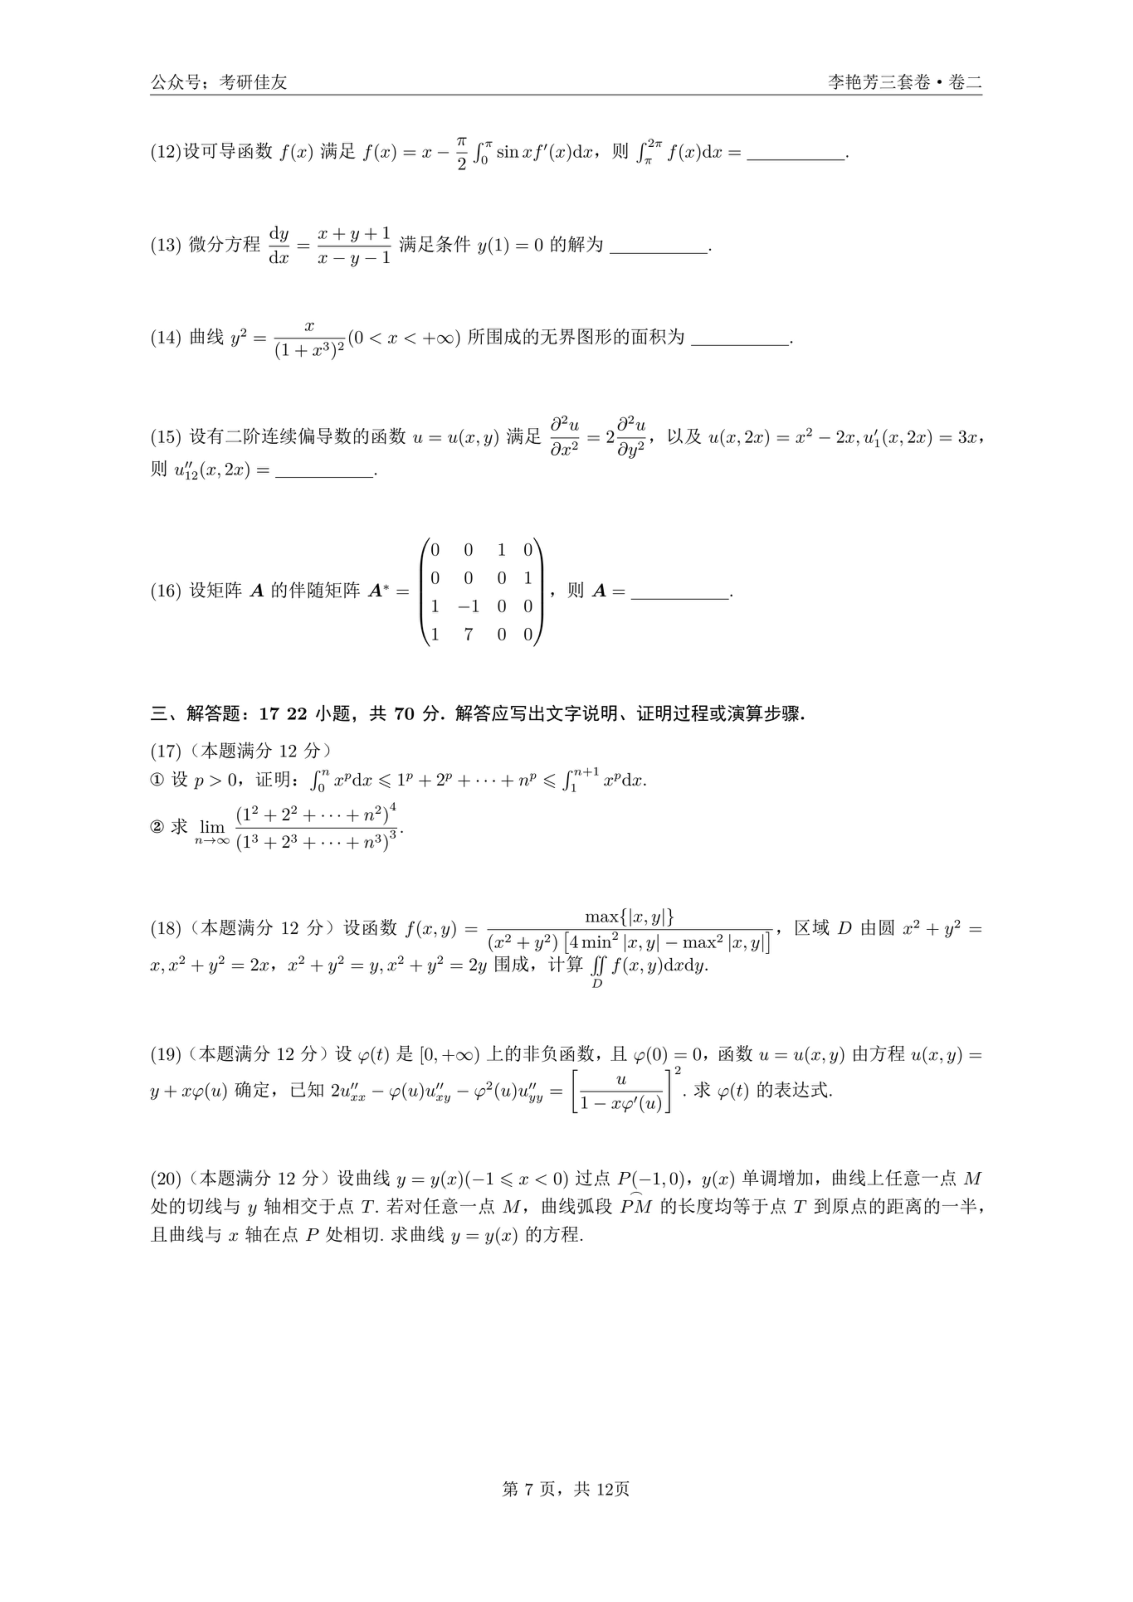 公众号；考研佳友 李艳芳三套卷·卷二
(12)设可导函数 f(x) 满足 f(x) = x − π/2 ∫₀^π sin xf′(x)dx，则 ∫_π^{2π} f(x)dx = ________.
(13) 微分方程 dy/dx = (x + y + 1)/(x − y − 1) 满足条件 y(1) = 0 的解为 ________.
(14) 曲线 y² = x/(1 + x³)² (0 < x < +∞) 所围成的无界图形的面积为 ________.
(15) 设有二阶连续偏导数的函数 u = u(x, y) 满足 ∂²u/∂x² = 2 ∂²u/∂y²，以及 u(x, 2x) = x² − 2x, u′₁(x, 2x) = 3x，
则 u″₁₂(x, 2x) = ________.
(16) 设矩阵 A 的伴随矩阵 A* = (0 0 1 0; 0 0 0 1; 1 −1 0 0; 1 7 0 0)，则 A = ________.
三、解答题：17 22 小题，共 70 分. 解答应写出文字说明、证明过程或演算步骤.
(17)（本题满分 12 分）
① 设 p > 0，证明：∫₀ⁿ xᵖdx ⩽ 1ᵖ + 2ᵖ + ··· + nᵖ ⩽ ∫₁ⁿ⁺¹ xᵖdx.
② 求 lim_{n→∞} (1² + 2² + ··· + n²)⁴/(1³ + 2³ + ··· + n³)³.
(18)（本题满分 12 分）设函数 f(x, y) = max{|x, y|}/((x² + y²)[4 min² |x, y| − max² |x, y|])，区域 D 由圆 x² + y² =
x, x² + y² = 2x，x² + y² = y, x² + y² = 2y 围成，计算 ∬_D f(x, y)dxdy.
(19)（本题满分 12 分）设 φ(t) 是 [0, +∞) 上的非负函数，且 φ(0) = 0，函数 u = u(x, y) 由方程 u(x, y) =
y + xφ(u) 确定，已知 2u″ₓₓ − φ(u)u″_{xy} − φ²(u)u″_{yy} = [u/(1 − xφ′(u))]². 求 φ(t) 的表达式.
(20)（本题满分 12 分）设曲线 y = y(x)(−1 ⩽ x < 0) 过点 P(−1, 0)，y(x) 单调增加，曲线上任意一点 M
处的切线与 y 轴相交于点 T. 若对任意一点 M，曲线弧段 P͡M 的长度均等于点 T 到原点的距离的一半，
且曲线与 x 轴在点 P 处相切. 求曲线 y = y(x) 的方程.
第 7 页，共 12页